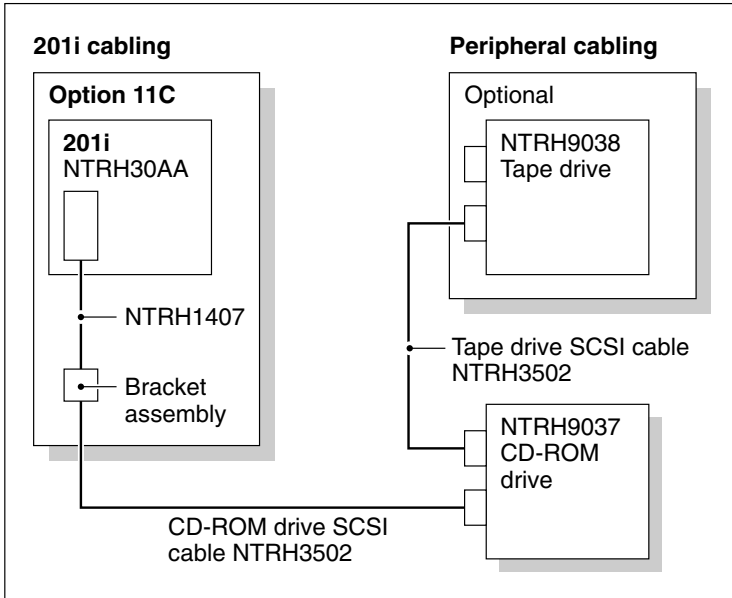 201i cabling
Option 11C
201i
NTRH30AA
NTRH1407
Bracket
assembly
CD-ROM drive SCSI
cable NTRH3502
Peripheral cabling
Optional
NTRH9038
Tape drive
Tape drive SCSI cable
NTRH3502
NTRH9037
CD-ROM
drive